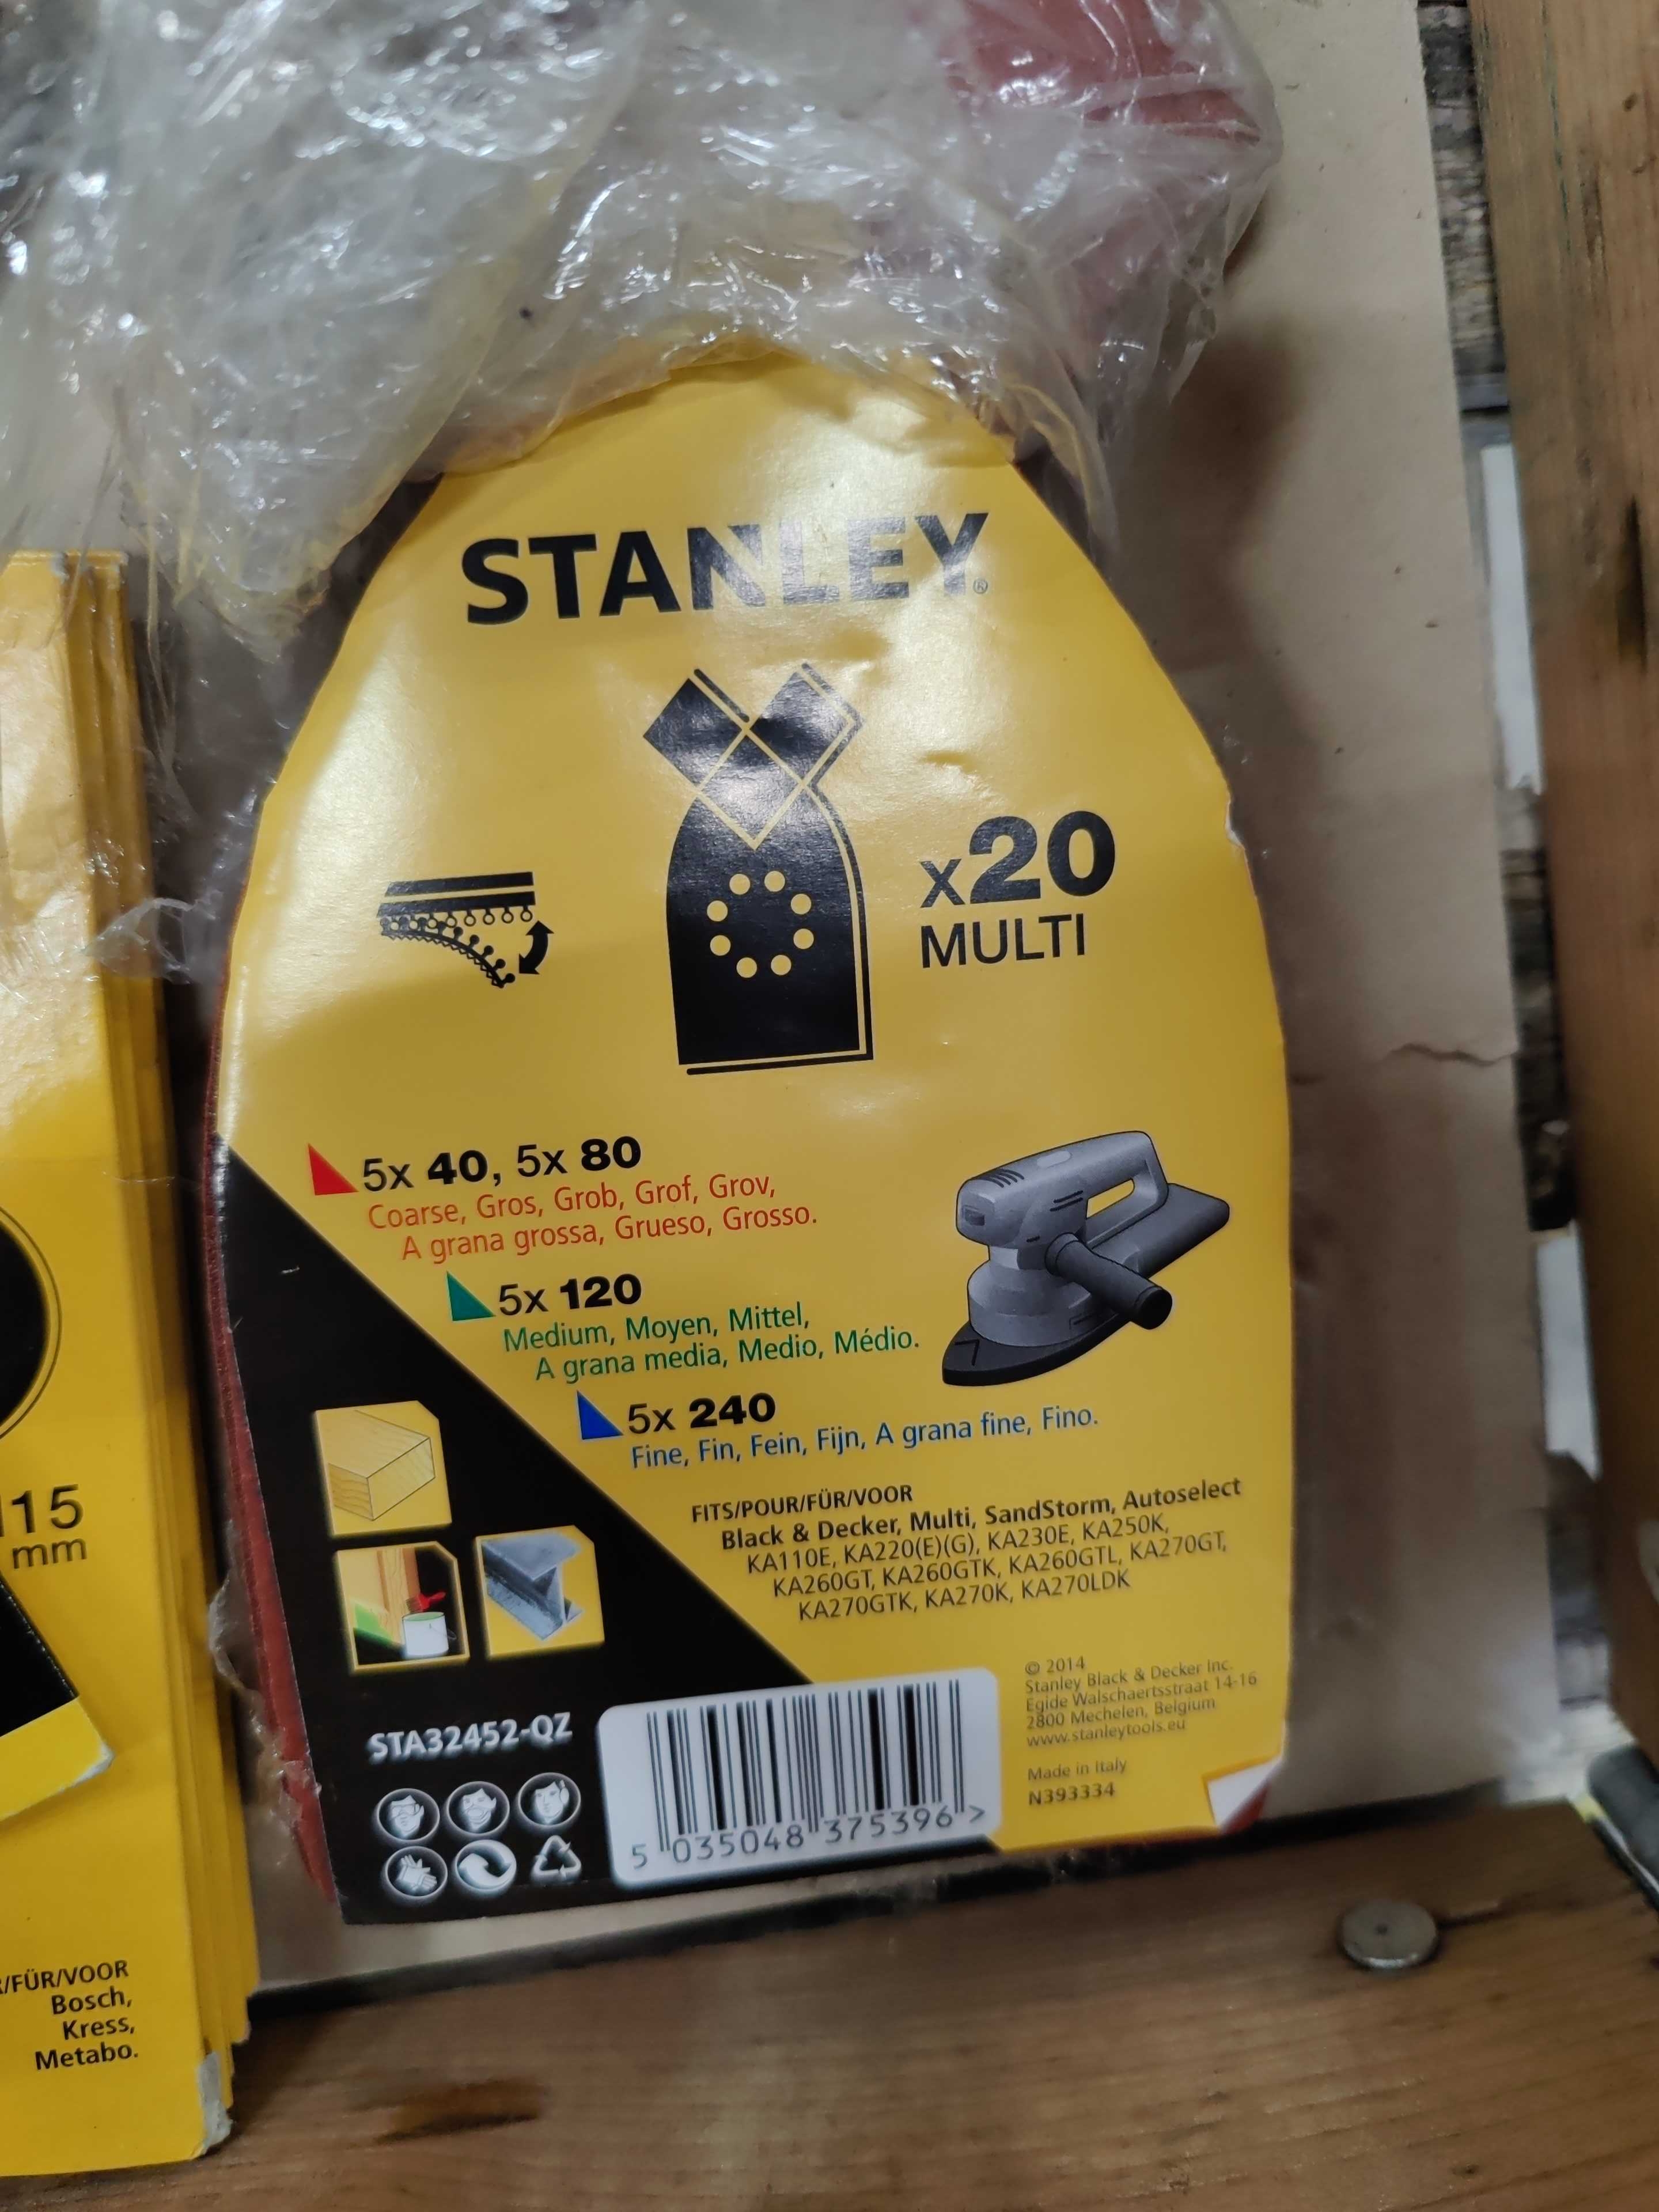 STANLEY®
x20
MULTI
5x 40, 5x 80
Coarse, Gros, Grob, Grof, Grov,
A grana grossa, Grueso, Grosso.
5x 120
Medium, Moyen, Mittel,
A grana media, Medio, Médio.
5x 240
Fine, Fin, Fein, Fijn, A grana fine, Fino.
FITS/POUR/FÜR/VOOR
Black & Decker, Multi, SandStorm, Autoselect
KA110E, KA220(E)(G), KA230E, KA250K,
KA260GT, KA260GTK, KA260GTL, KA270GT,
KA270GTK, KA270K, KA270LDK
© 2014
Stanley Black & Decker Inc.
Egide Walschaertsstraat 14-16
2800 Mechelen, Belgium
www.stanleytools.eu
Made in Italy
N393334
STA32452-QZ
5 035048 375396 >
115
mm
/FÜR/VOOR
Bosch,
Kress,
Metabo.